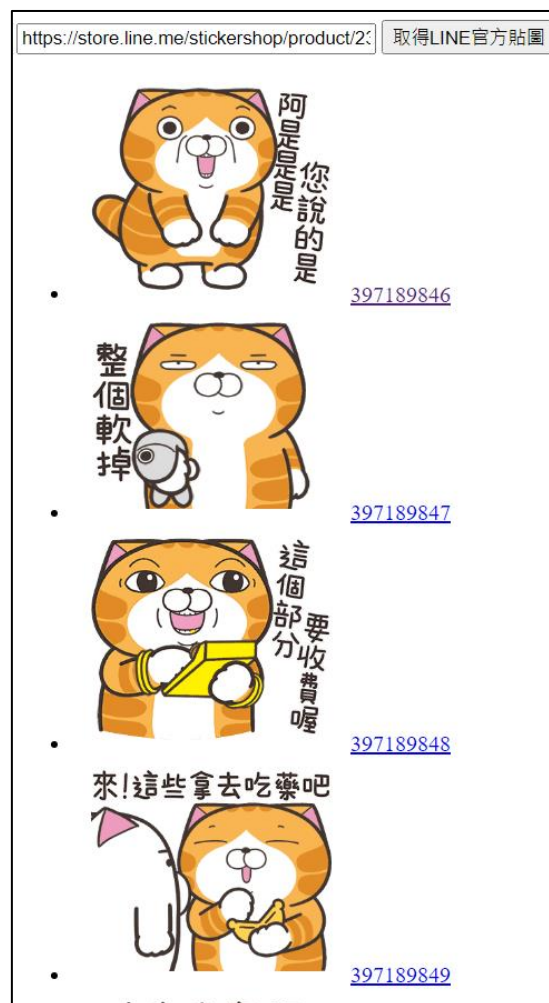 https://store.line.me/stickershop/product/23
取得LINE官方貼圖
阿是是是
您說的是
397189846
整個軟掉
397189847
這個部分
要收費喔
397189848
來!這些拿去吃藥吧
397189849